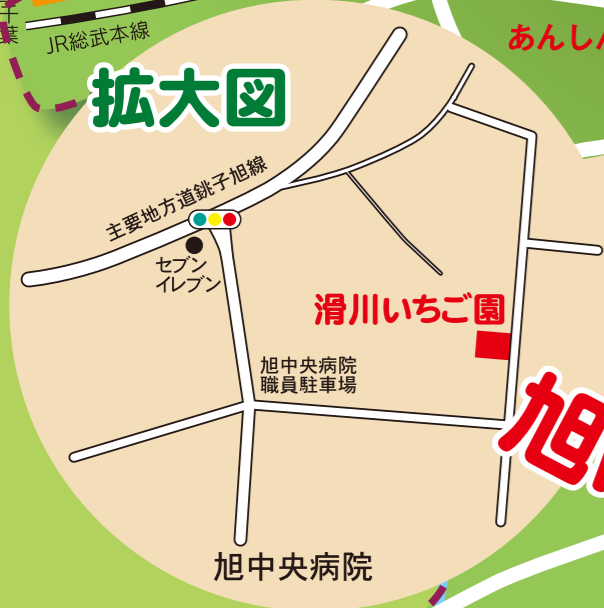 千葉
JR総武本線
あんしん
拡大図
主要地方道銚子旭線
セブン
イレブン
滑川いちご園
旭中央病院
職員駐車場
旭
旭中央病院